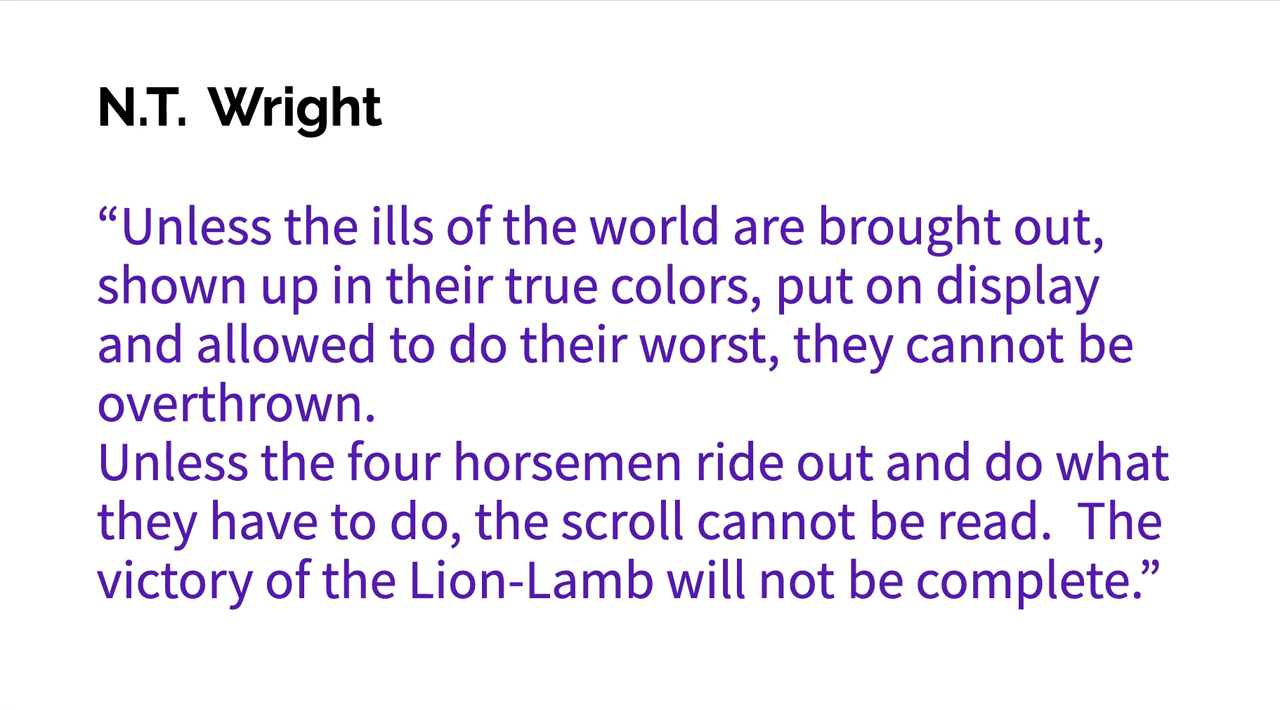 N.T. Wright
“Unless the ills of the world are brought out,
shown up in their true colors, put on display
and allowed to do their worst, they cannot be
overthrown.
Unless the four horsemen ride out and do what
they have to do, the scroll cannot be read.  The
victory of the Lion-Lamb will not be complete.”